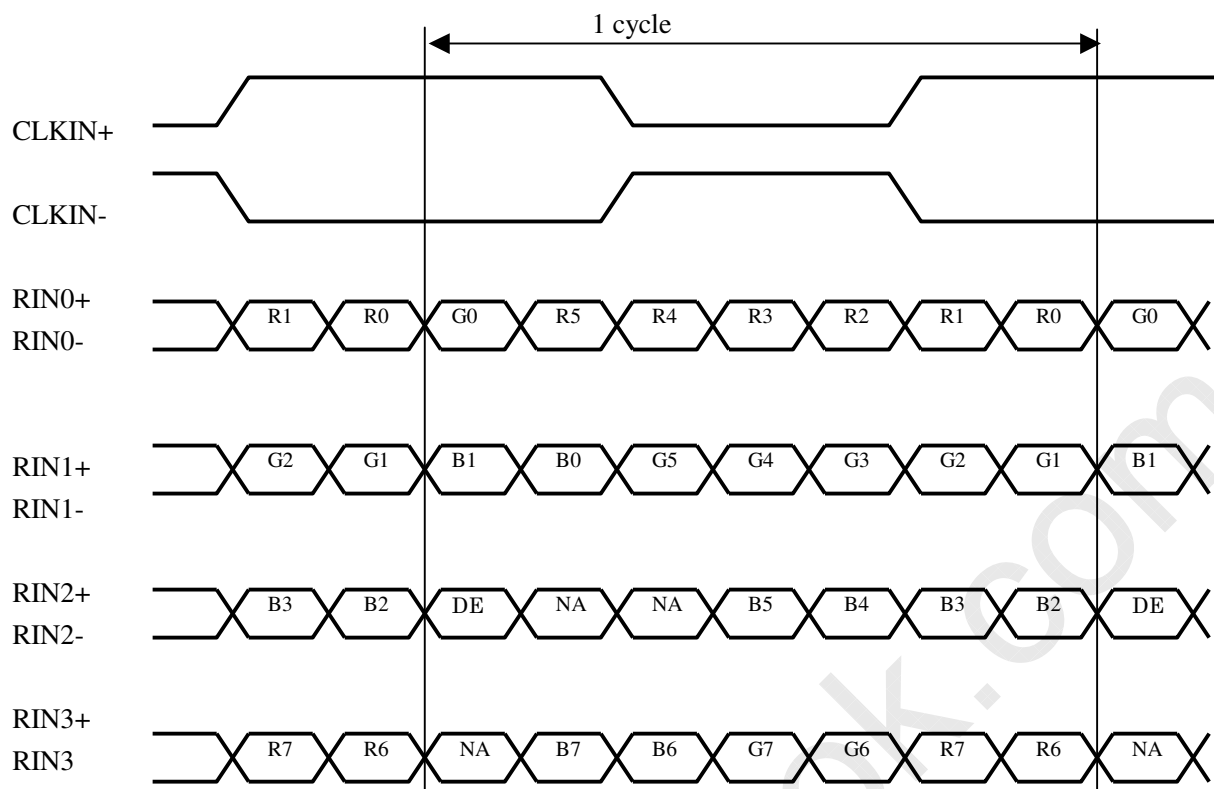 1 cycle
CLKIN+
CLKIN-
RIN0+
R1 R0 G0 R5 R4 R3 R2 R1 R0 G0
RIN0-
RIN1+
G2 G1 B1 B0 G5 G4 G3 G2 G1 B1
RIN1-
RIN2+
B3 B2 DE NA NA B5 B4 B3 B2 DE
RIN2-
RIN3+
R7 R6 NA B7 B6 G7 G6 R7 R6 NA
RIN3
ok.com